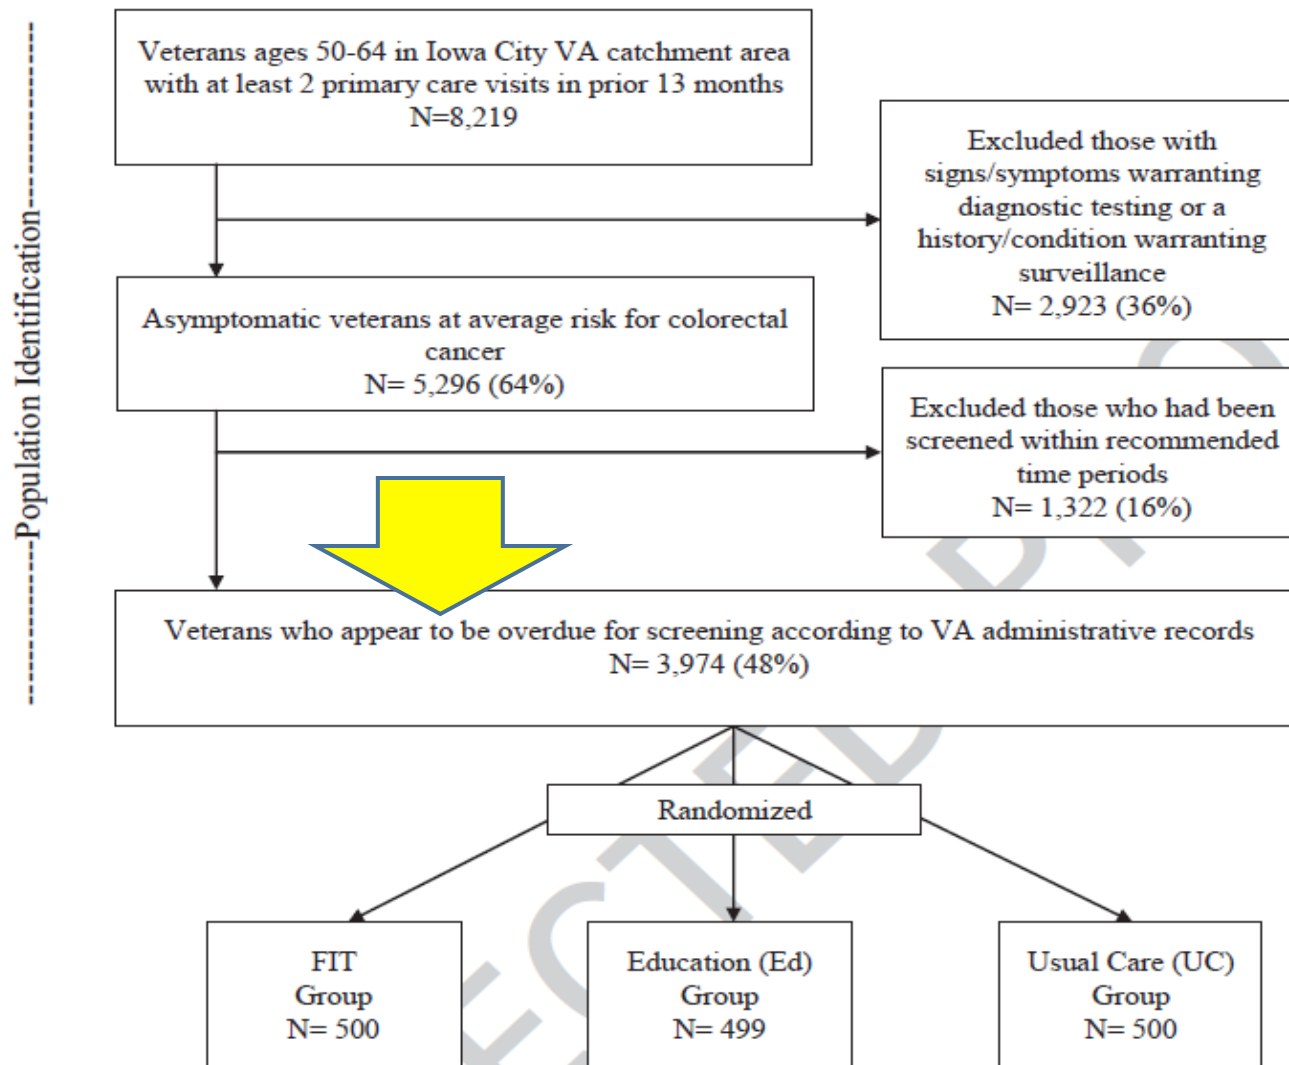 Veterans ages 50-64 in Iowa City VA catchment area
with at least 2 primary care visits in prior 13 months
N=8,219
Excluded those with
signs/symptoms warranting
diagnostic testing or a
history/condition warranting
surveillance
N= 2,923 (36%)
Asymptomatic veterans at average risk for colorectal
cancer
N= 5,296 (64%)
Excluded those who had been
screened within recommended
time periods
N= 1,322 (16%)
-------------Population Identification-------------
Veterans who appear to be overdue for screening according to VA administrative records
N= 3,974 (48%)
Randomized
FIT
Group
N= 500
Education (Ed)
Group
N= 499
Usual Care (UC)
Group
N= 500